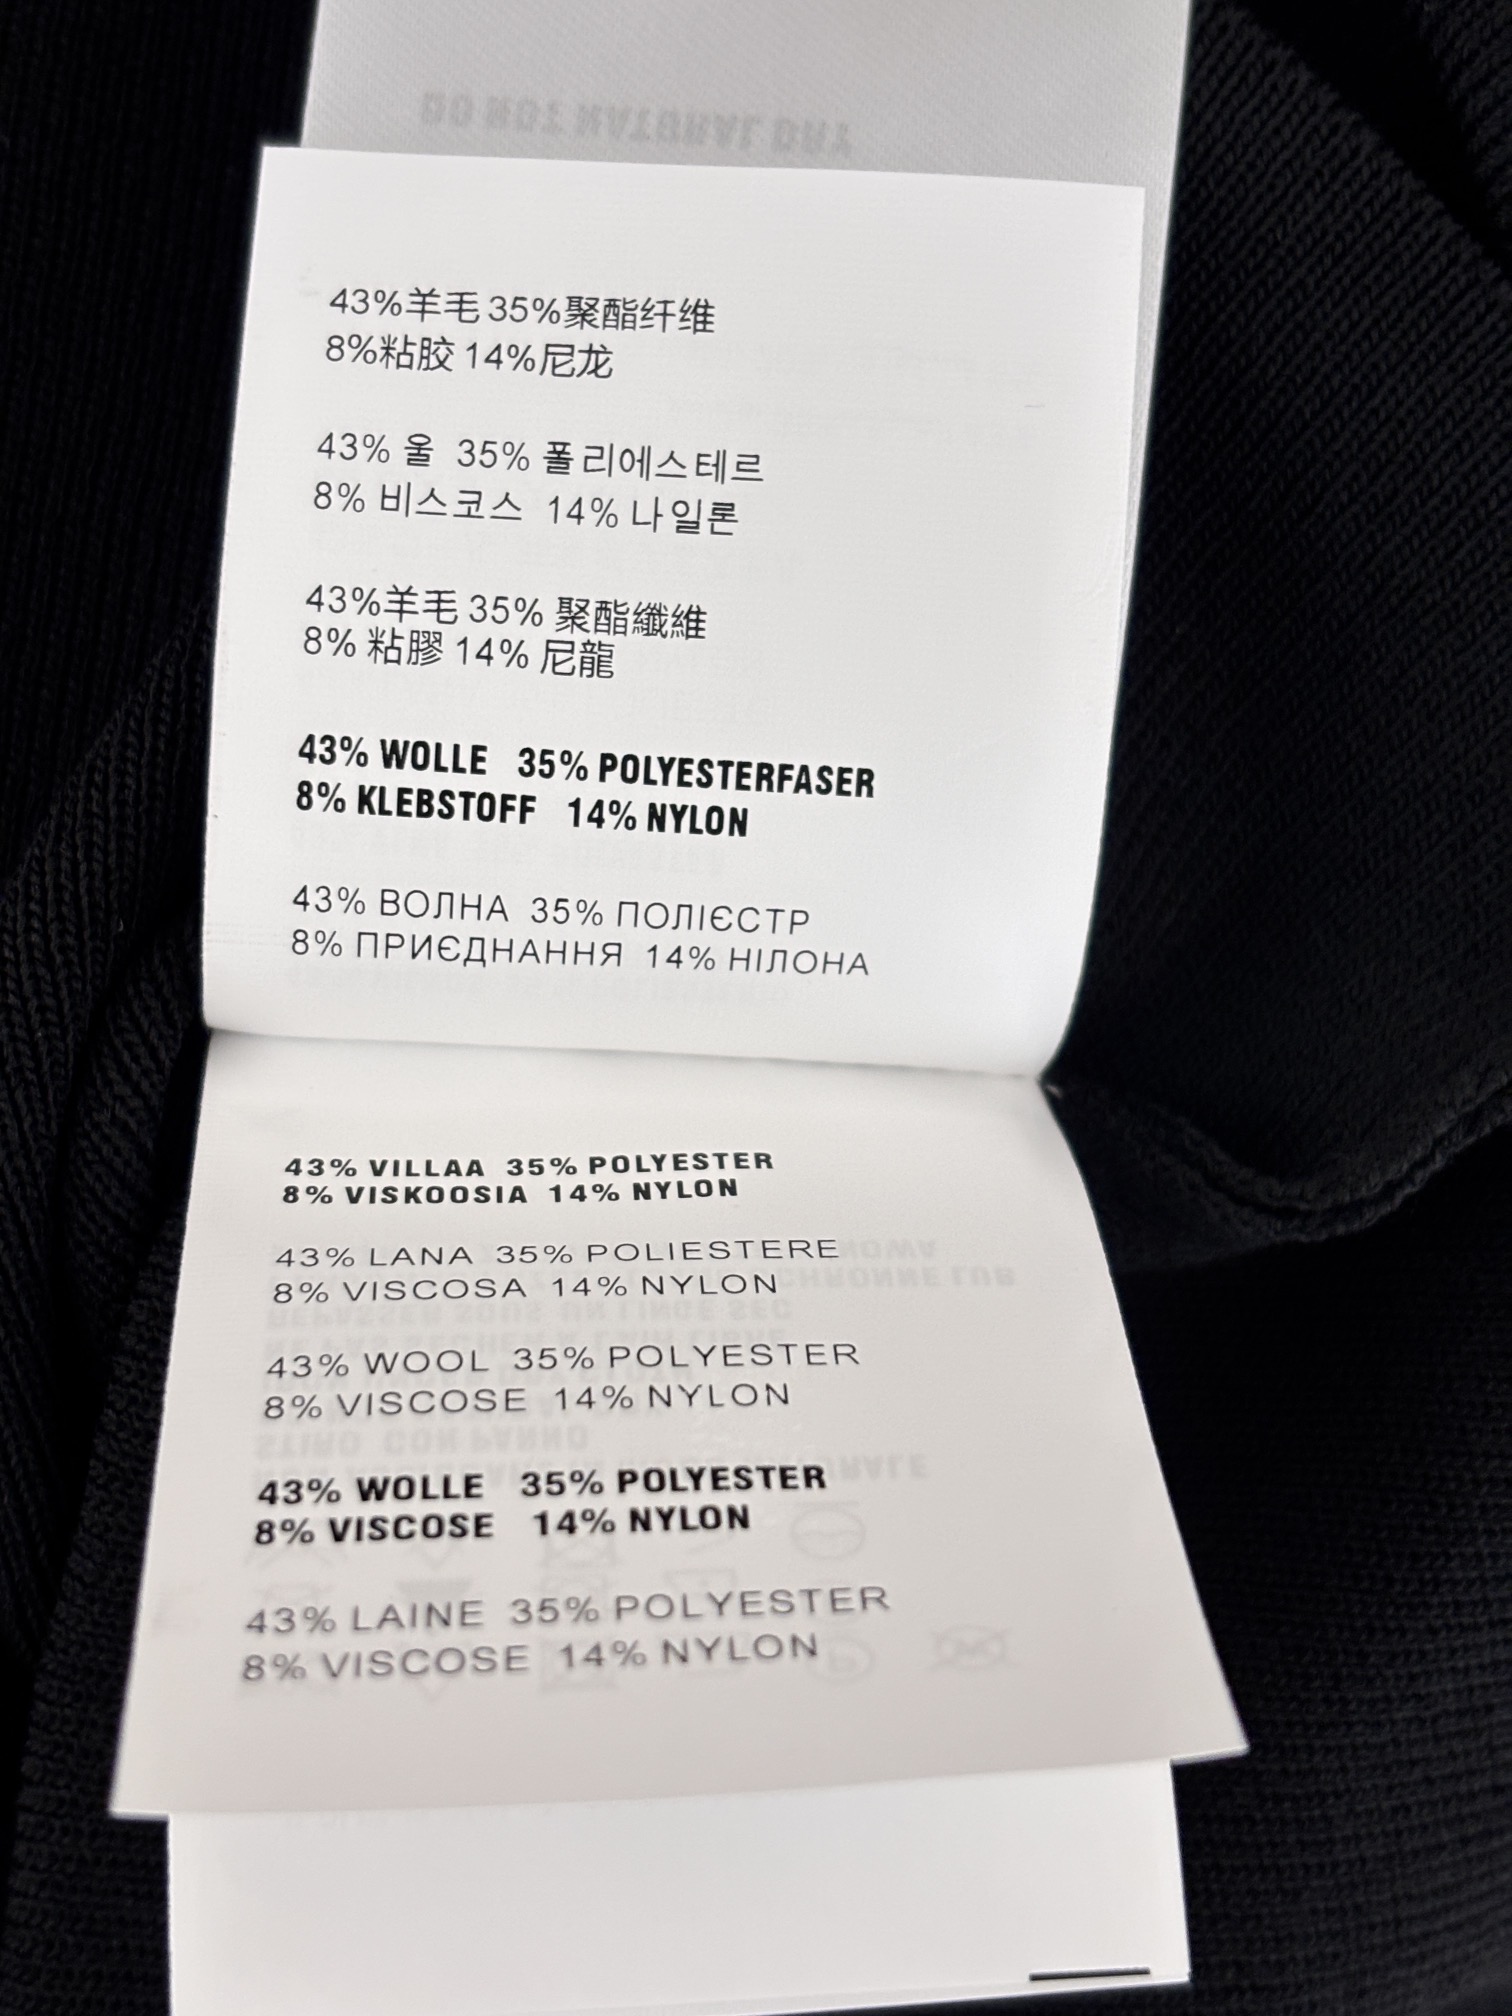 DO NOT NATURAL DRY
43%羊毛 35%聚酯纤维
8%粘胶 14%尼龙
43% 울 35% 폴리에스테르
8% 비스코스 14% 나일론
43%羊毛 35% 聚酯纖維
8% 粘膠 14% 尼龍
43% WOLLE 35% POLYESTERFASER
8% KLEBSTOFF 14% NYLON
43% ВОЛНА 35% ПОЛІЄСТР
8% ПРИЄДНАННЯ 14% НІЛОНА
43% VILLAA 35% POLYESTER
8% VISKOOSIA 14% NYLON
43% LANA 35% POLIESTERE
8% VISCOSA 14% NYLON
43% WOOL 35% POLYESTER
8% VISCOSE 14% NYLON
43% WOLLE 35% POLYESTER
8% VISCOSE 14% NYLON
43% LAINE 35% POLYESTER
8% VISCOSE 14% NYLON